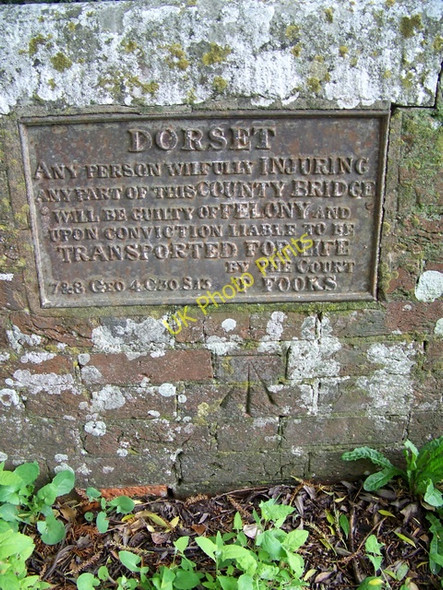 DORSET
ANY PERSON WILFULLY INJURING
ANY PART OF THIS COUNTY BRIDGE
WILL BE GUILTY OF FELONY AND
UPON CONVICTION LIABLE TO BE
TRANSPORTED FOR LIFE
BY THE COURT
7&8 GEO 4 C30 S13 FOOKS
UK Photo Prints